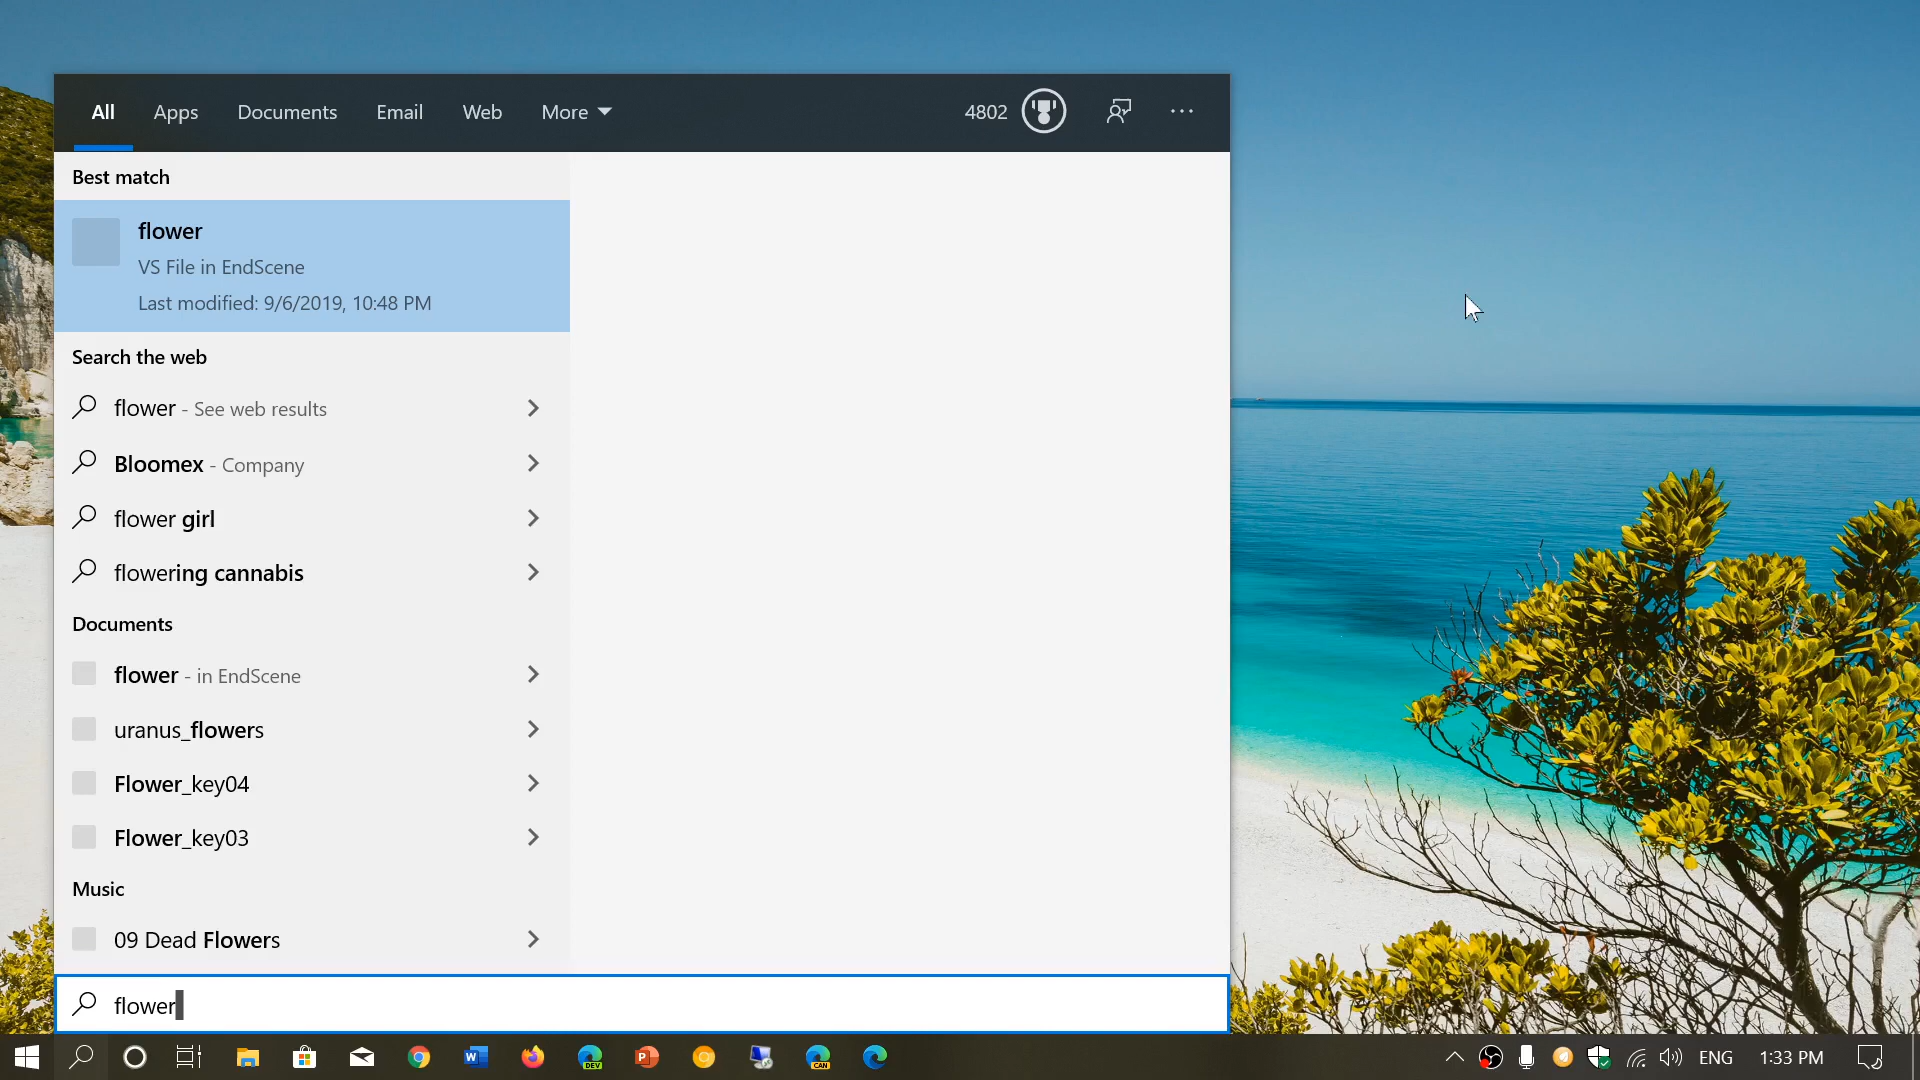 All Apps Documents Email Web More 4802
Best match
flower
VS File in EndScene
Last modified: 9/6/2019, 10:48 PM
Search the web
flower - See web results
Bloomex - Company
flower girl
flowering cannabis
Documents
flower - in EndScene
uranus_flowers
Flower_key04
Flower_key03
Music
09 Dead Flowers
flower
W DEV P CAN ENG 1:33 PM